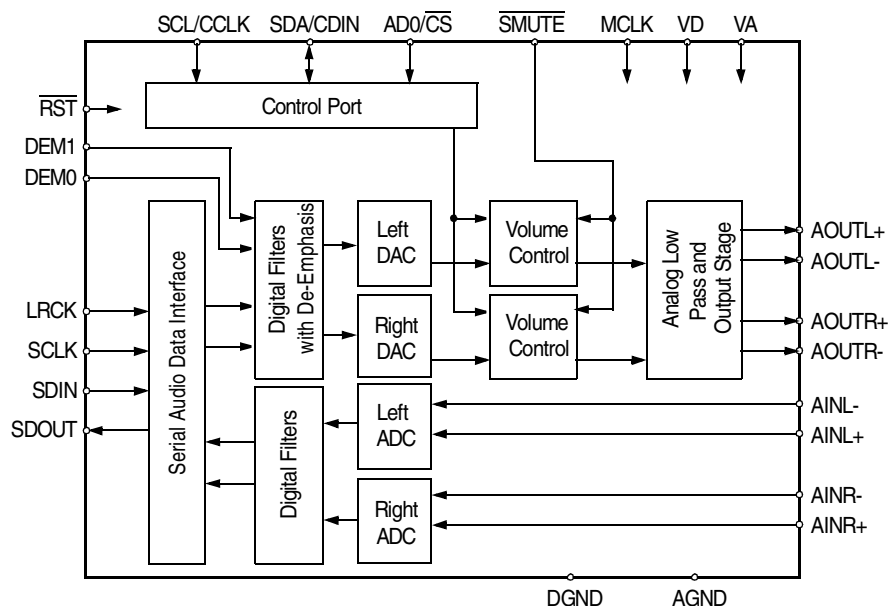 SCL/CCLK SDA/CDIN AD0/CS SMUTE MCLK VD VA
RST
Control Port
DEM1
DEM0
LRCK
SCLK
SDIN
SDOUT
Serial Audio Data Interface
Digital Filters
with De-Emphasis
Left
DAC
Right
DAC
Volume
Control
Volume
Control
Analog Low
Pass and
Output Stage
AOUTL+
AOUTL-
AOUTR+
AOUTR-
Digital Filters
Left
ADC
Right
ADC
AINL-
AINL+
AINR-
AINR+
DGND AGND